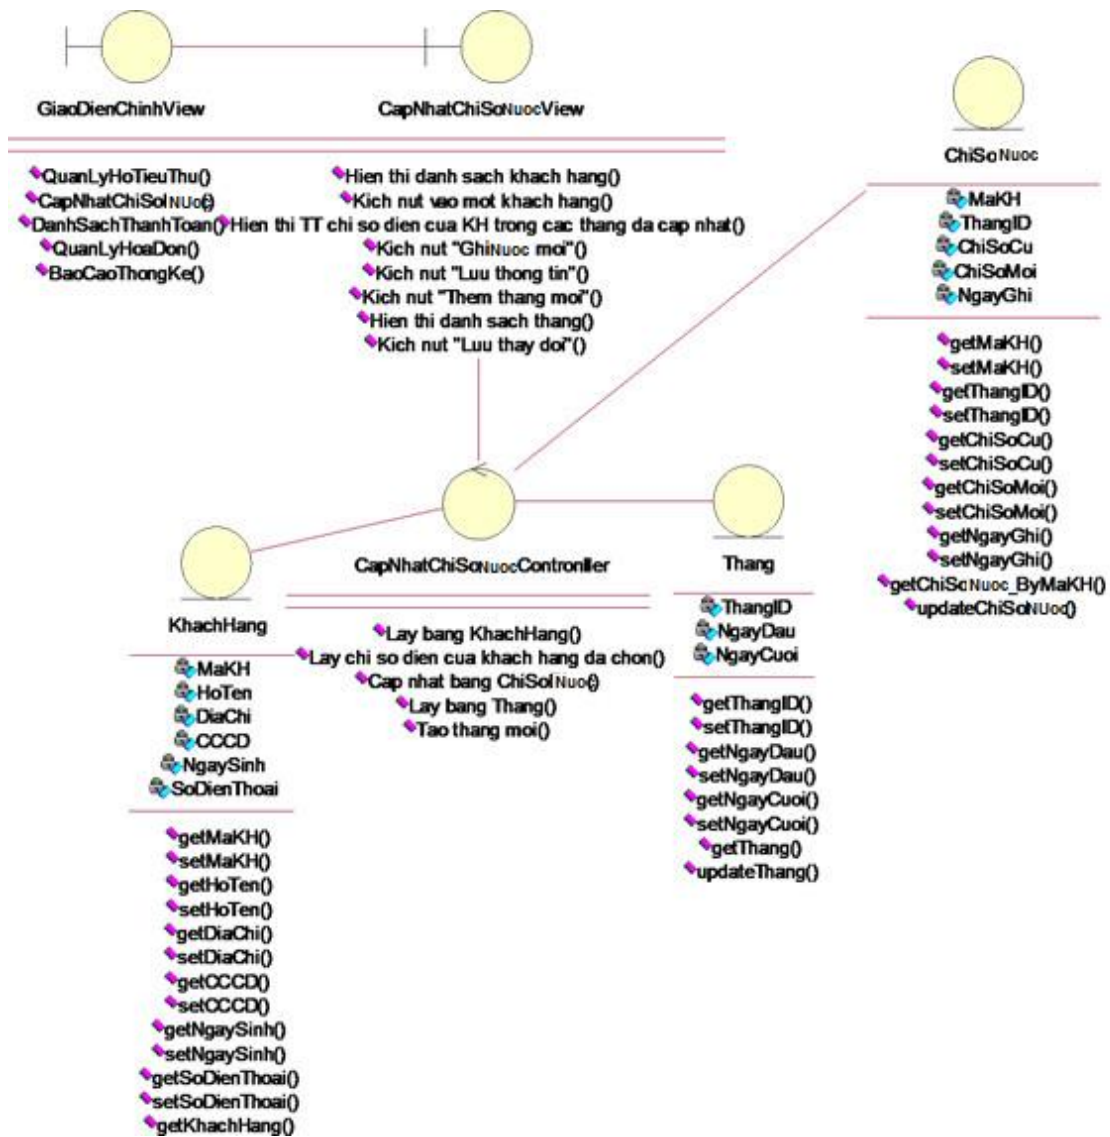 GiaoDienChinhView
QuanLyHoTieuThu()
CapNhatChiSoNUoc()
DanhSachThanhToan()
QuanLyHoaDon()
BaoCaoThongKe()
CapNhatChiSoNuocView
Hien thi danh sach khach hang()
Kich nut vao mot khach hang()
Hien thi TT chi so dien cua KH trong cac thang da cap nhat()
Kich nut "GhiNuoc moi"()
Kich nut "Luu thong tin"()
Kich nut "Them thang moi"()
Hien thi danh sach thang()
Kich nut "Luu thay doi"()
ChiSoNuoc
MaKH
ThangID
ChiSoCu
ChiSoMoi
NgayGhi
getMaKH()
setMaKH()
getThangID()
setThangID()
getChiSoCu()
setChiSoCu()
getChiSoMoi()
setChiSoMoi()
getNgayGhi()
setNgayGhi()
getChiSoNuoc_ByMaKH()
updateChiSoNUoc()
KhachHang
MaKH
HoTen
DiaChi
CCCD
NgaySinh
SoDienThoai
getMaKH()
setMaKH()
getHoTen()
setHoTen()
getDiaChi()
setDiaChi()
getCCCD()
setCCCD()
getNgaySinh()
setNgaySinh()
getSoDienThoai()
setSoDienThoai()
getKhachHang()
CapNhatChiSoNuocControniller
Lay bang KhachHang()
Lay chi so dien cua khach hang da chon()
Cap nhat bang ChiSoNuoc()
Lay bang Thang()
Tao thang moi()
Thang
ThangID
NgayDau
NgayCuoi
getThangID()
setThangID()
getNgayDau()
setNgayDau()
getNgayCuoi()
setNgayCuoi()
getThang()
updateThang()